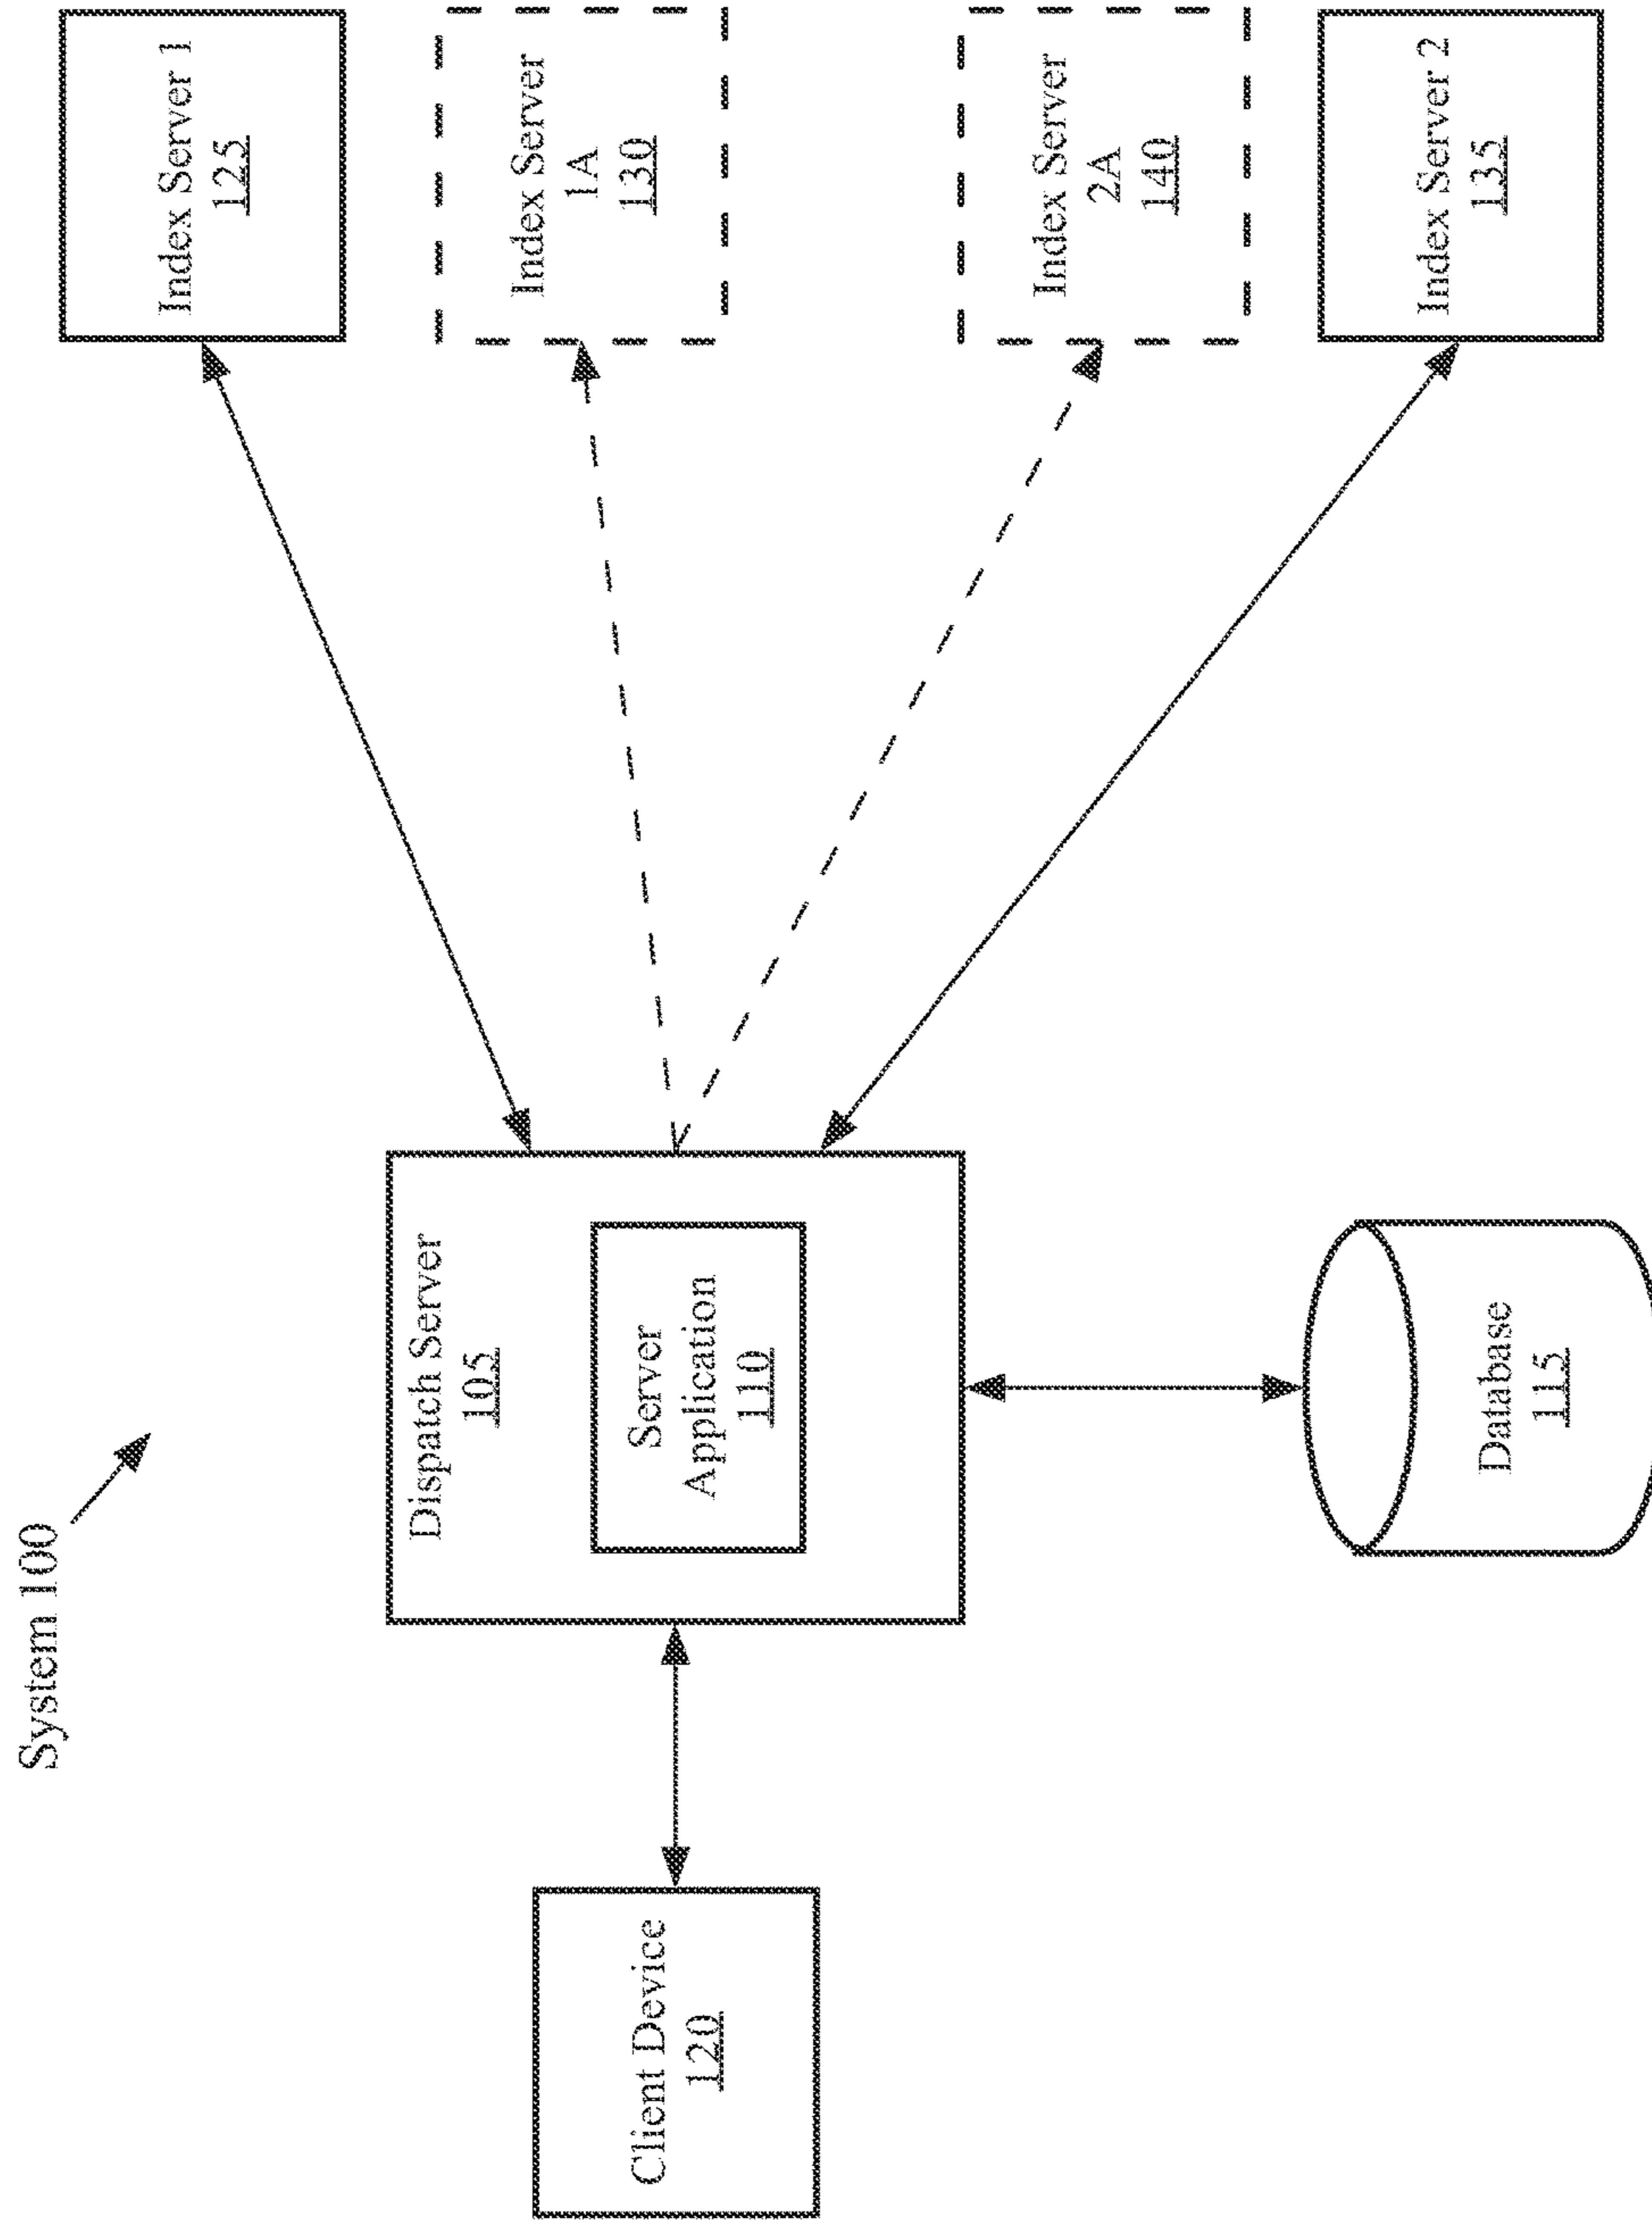 System 100
Client Device
120
Dispatch Server
105
Server
Application
110
Database
115
Index Server 1
125
Index Server
1A
130
Index Server
2A
140
Index Server 2
135